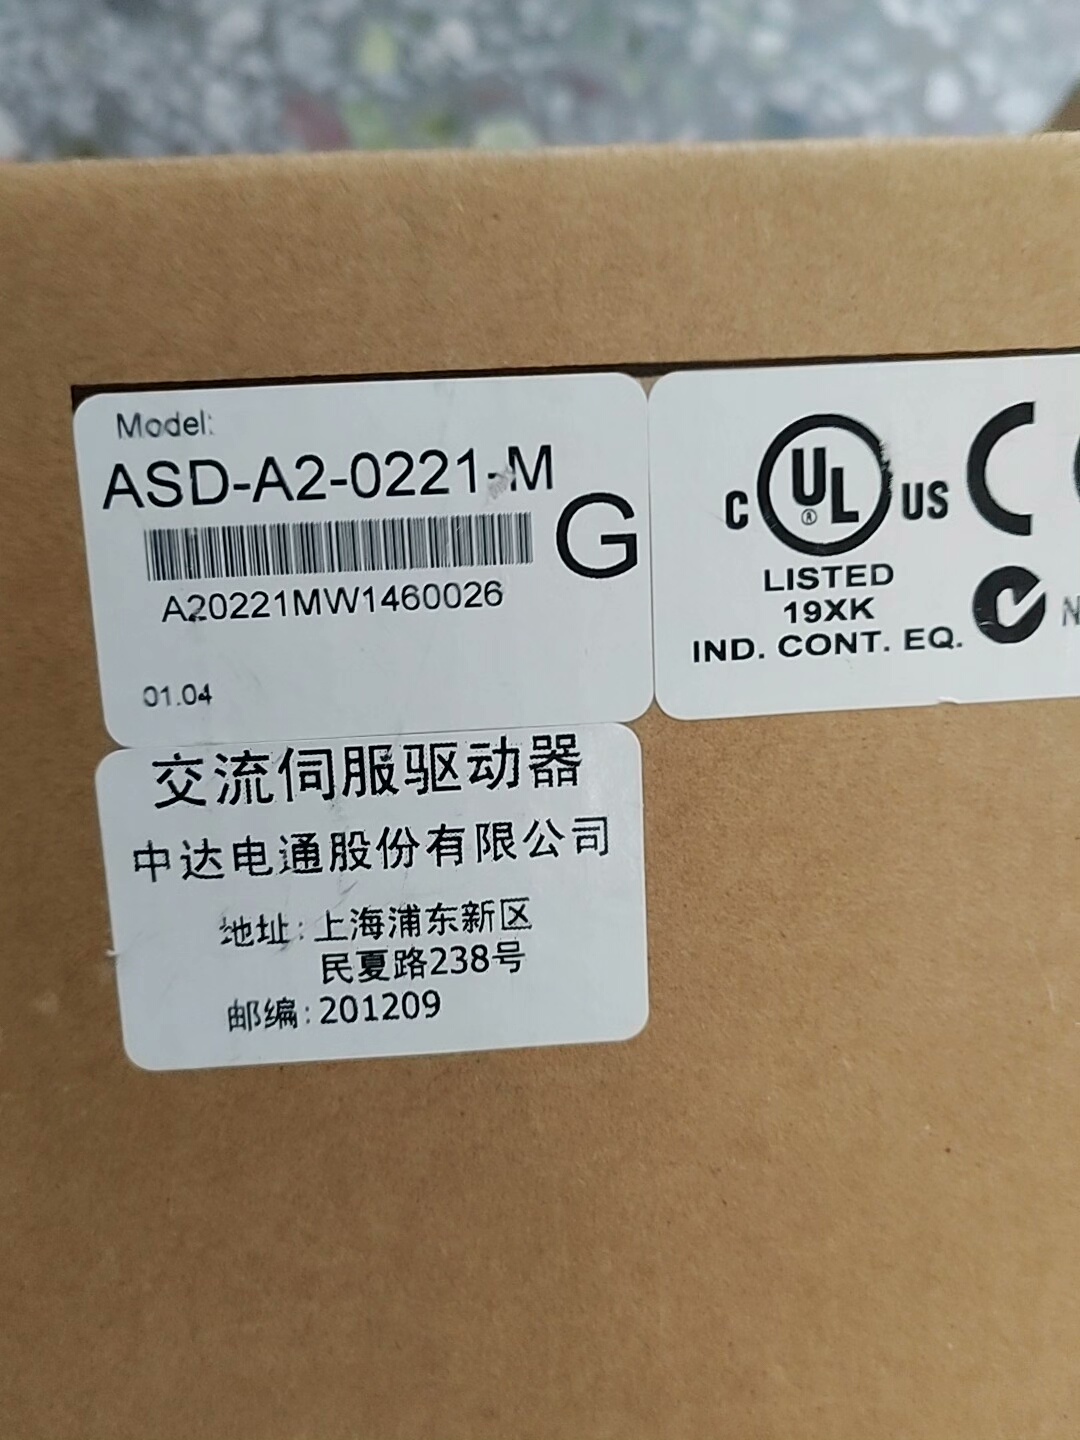 Model:
ASD-A2-0221-M
G
A20221MW1460026
01.04
C UL US
®
CE
LISTED
19XK
IND. CONT. EQ.
N
交流伺服驱动器
中达电通股份有限公司
地址:上海浦东新区
民夏路238号
邮编:201209